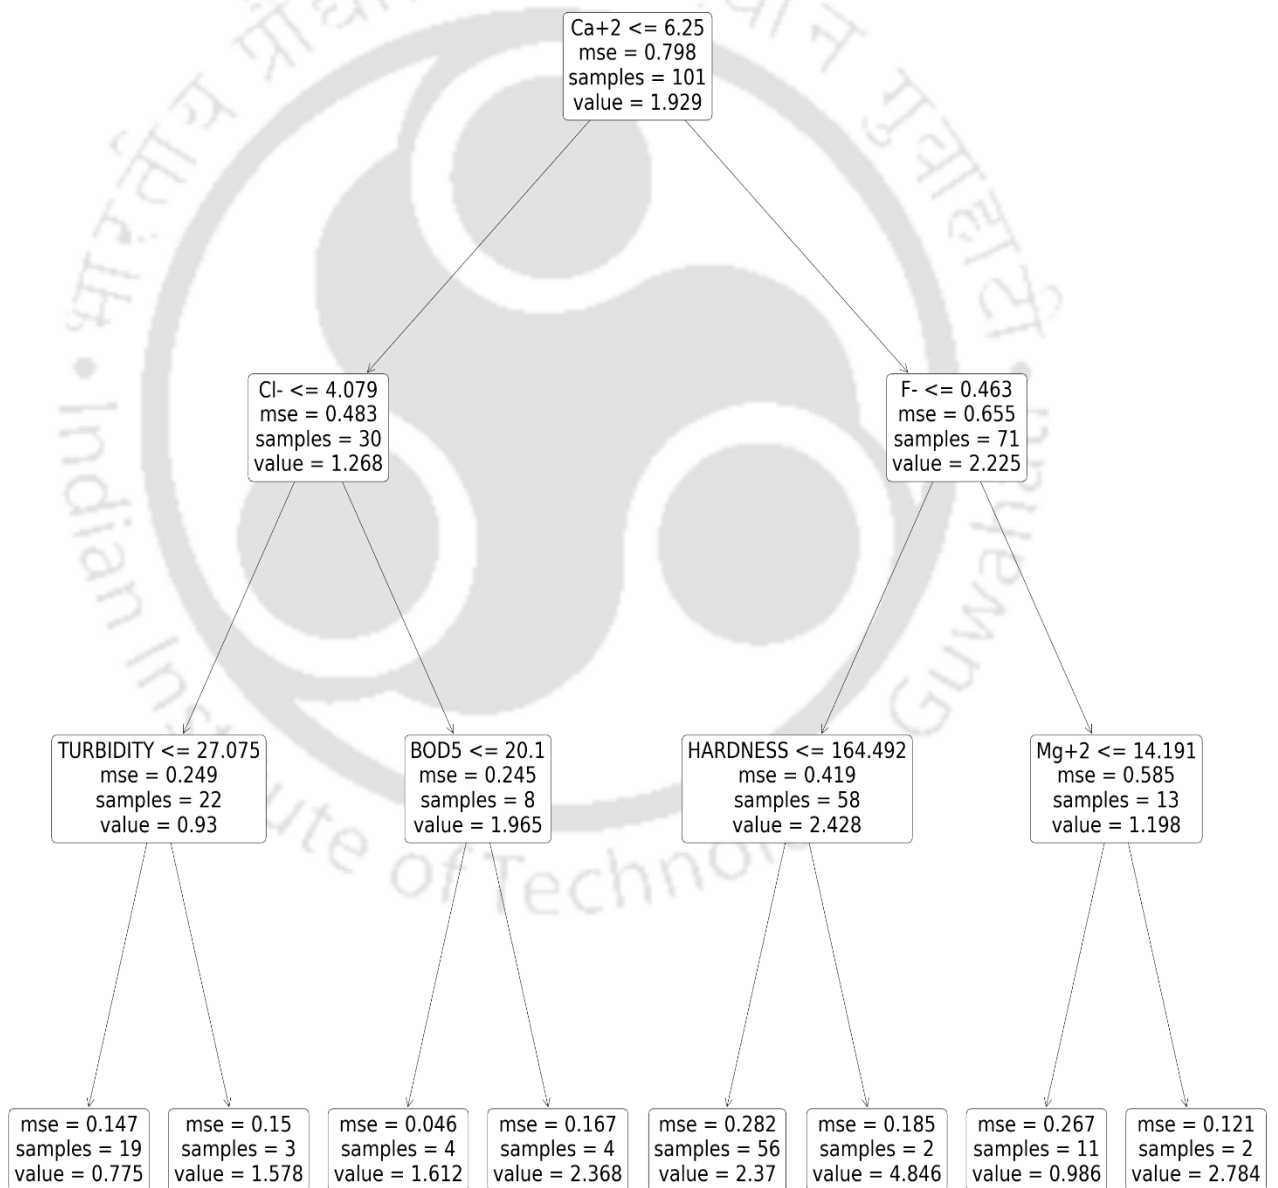 Ca+2 <= 6.25
mse = 0.798
samples = 101
value = 1.929
Cl- <= 4.079
mse = 0.483
samples = 30
value = 1.268
F- <= 0.463
mse = 0.655
samples = 71
value = 2.225
TURBIDITY <= 27.075
mse = 0.249
samples = 22
value = 0.93
BOD5 <= 20.1
mse = 0.245
samples = 8
value = 1.965
HARDNESS <= 164.492
mse = 0.419
samples = 58
value = 2.428
Mg+2 <= 14.191
mse = 0.585
samples = 13
value = 1.198
mse = 0.147
samples = 19
value = 0.775
mse = 0.15
samples = 3
value = 1.578
mse = 0.046
samples = 4
value = 1.612
mse = 0.167
samples = 4
value = 2.368
mse = 0.282
samples = 56
value = 2.37
mse = 0.185
samples = 2
value = 4.846
mse = 0.267
samples = 11
value = 0.986
mse = 0.121
samples = 2
value = 2.784
भारतीय गुवाहाटी
Indian Institute of Technology Guwahati